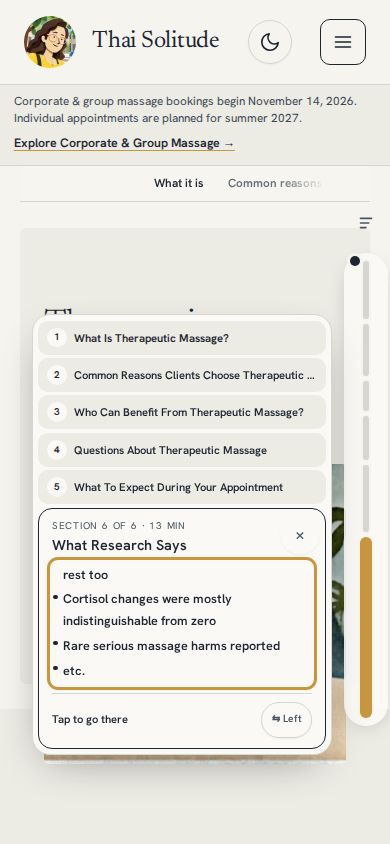 Thai Solitude
Corporate & group massage bookings begin November 14, 2026.
Individual appointments are planned for summer 2027.
Explore Corporate & Group Massage →
What it is Common reasons
1 What Is Therapeutic Massage?
2 Common Reasons Clients Choose Therapeutic ...
3 Who Can Benefit From Therapeutic Massage?
4 Questions About Therapeutic Massage
5 What To Expect During Your Appointment
SECTION 6 OF 6 · 13 MIN
What Research Says
×
rest too
• Cortisol changes were mostly
indistinguishable from zero
• Rare serious massage harms reported
• etc.
Tap to go there
⇆ Left